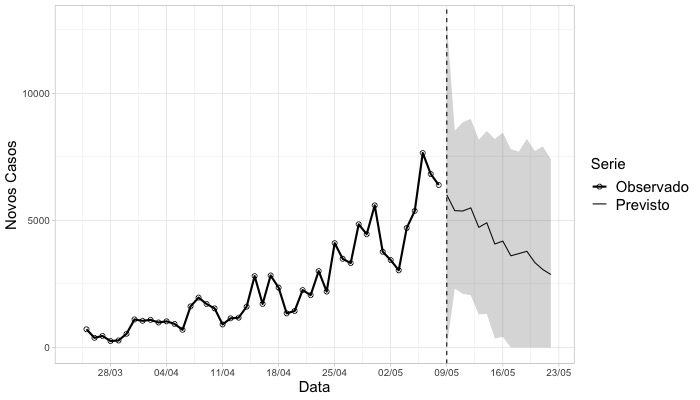 Novos Casos
10000
5000
0
28/03
04/04
11/04
18/04
25/04
02/05
09/05
16/05
23/05
Data
Serie
Observado
Previsto